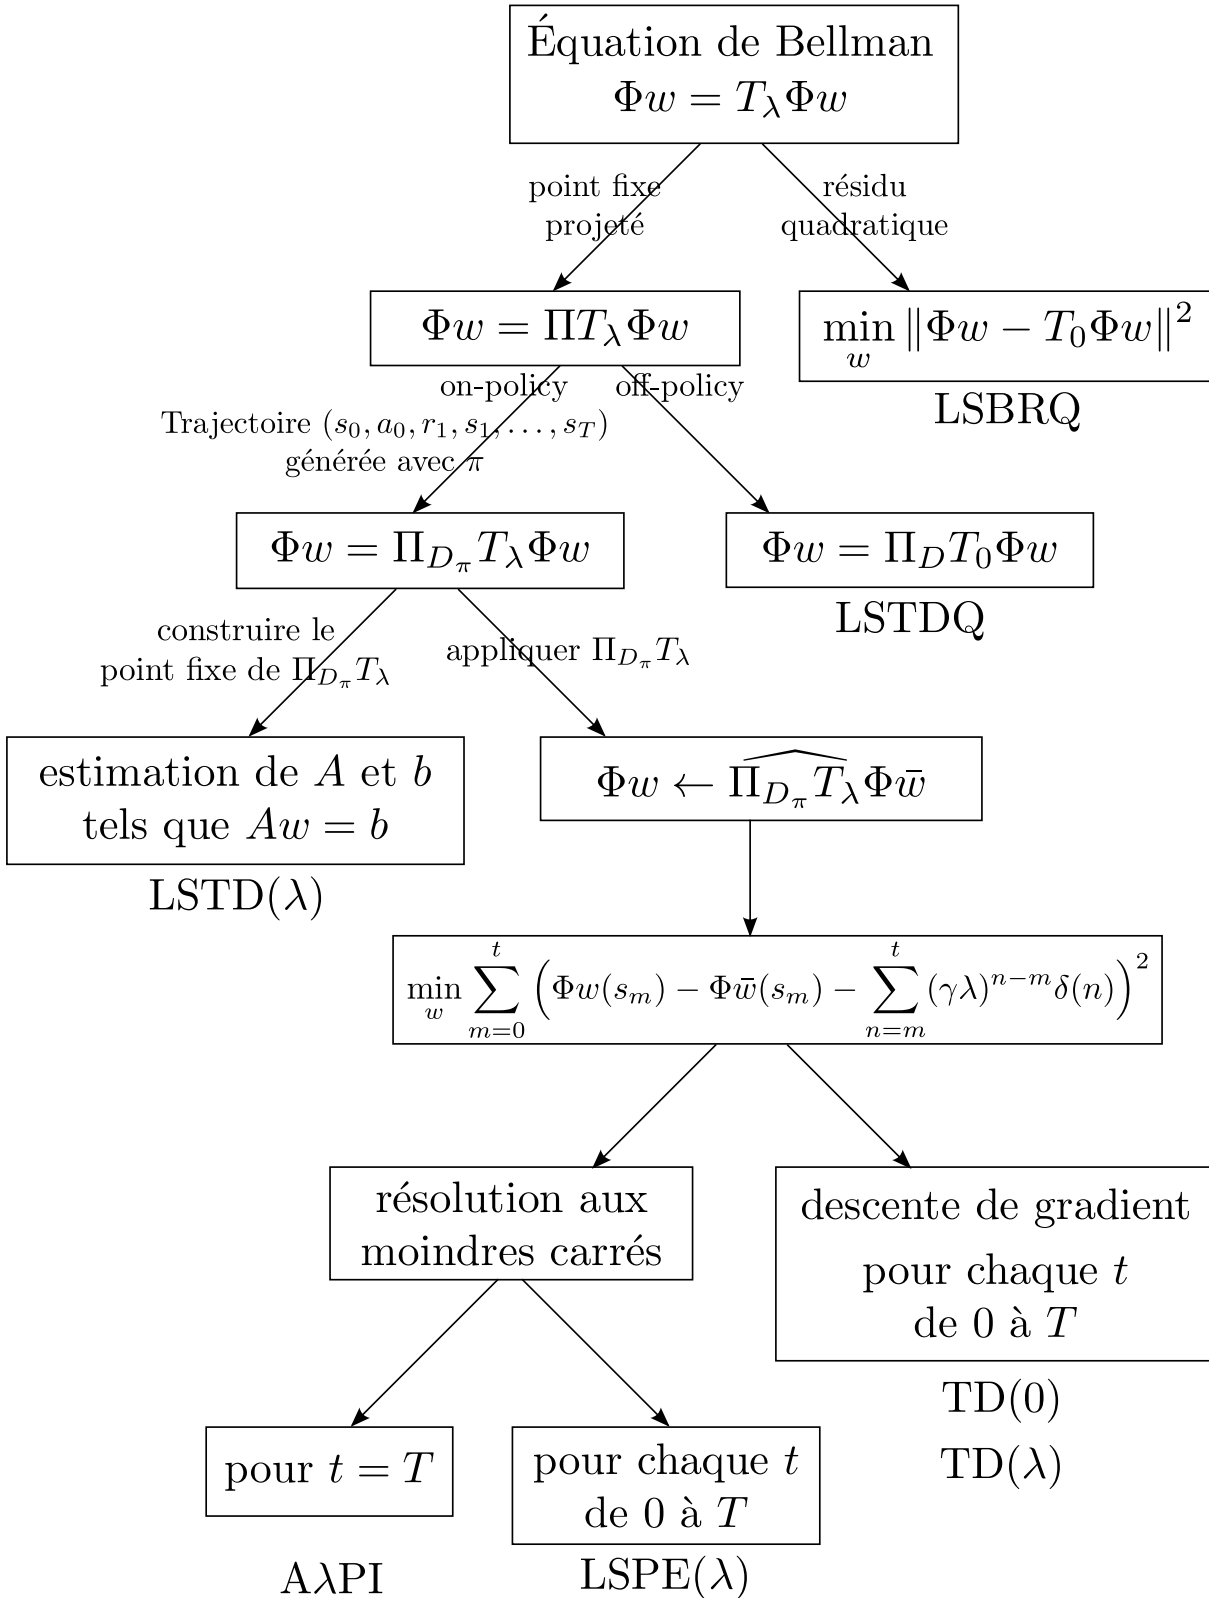 Équation de Bellman
Φw = T_λΦw
point fixe
projeté
résidu
quadratique
Φw = ΠT_λΦw
min_w ‖Φw − T_0Φw‖²
LSBRQ
on-policy
off-policy
Trajectoire (s_0, a_0, r_1, s_1, . . . , s_T)
générée avec π
Φw = Π_{D_π}T_λΦw
Φw = Π_D T_0Φw
LSTDQ
construire le
point fixe de Π_{D_π}T_λ
appliquer Π_{D_π}T_λ
estimation de A et b
tels que Aw = b
LSTD(λ)
Φw ← \widehat{Π_{D_π}T_λ}Φw̄
min_w ∑_{m=0}^{t} (Φw(s_m) − Φw̄(s_m) − ∑_{n=m}^{t} (γλ)^{n−m}δ(n))²
résolution aux
moindres carrés
descente de gradient
pour chaque t
de 0 à T
TD(0)
TD(λ)
pour t = T
AλPI
pour chaque t
de 0 à T
LSPE(λ)